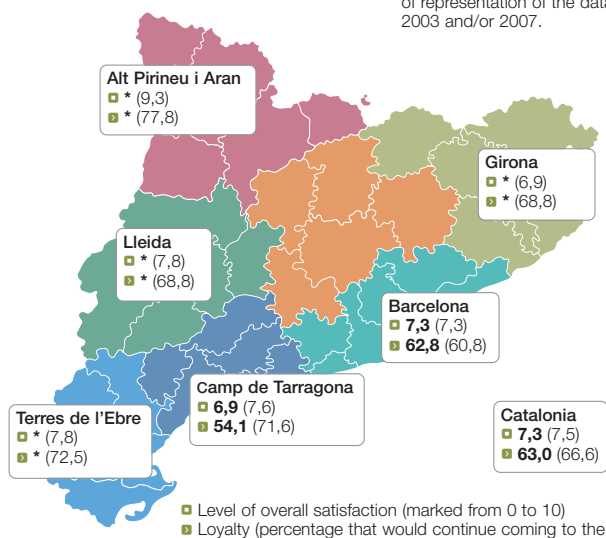 of representation of the data
2003 and/or 2007.
Alt Pirineu i Aran
* (9,3)
* (77,8)
Girona
* (6,9)
* (68,8)
Lleida
* (7,8)
* (68,8)
Barcelona
7,3 (7,3)
62,8 (60,8)
Camp de Tarragona
6,9 (7,6)
54,1 (71,6)
Terres de l'Ebre
* (7,8)
* (72,5)
Catalonia
7,3 (7,5)
63,0 (66,6)
Level of overall satisfaction (marked from 0 to 10)
Loyalty (percentage that would continue coming to the